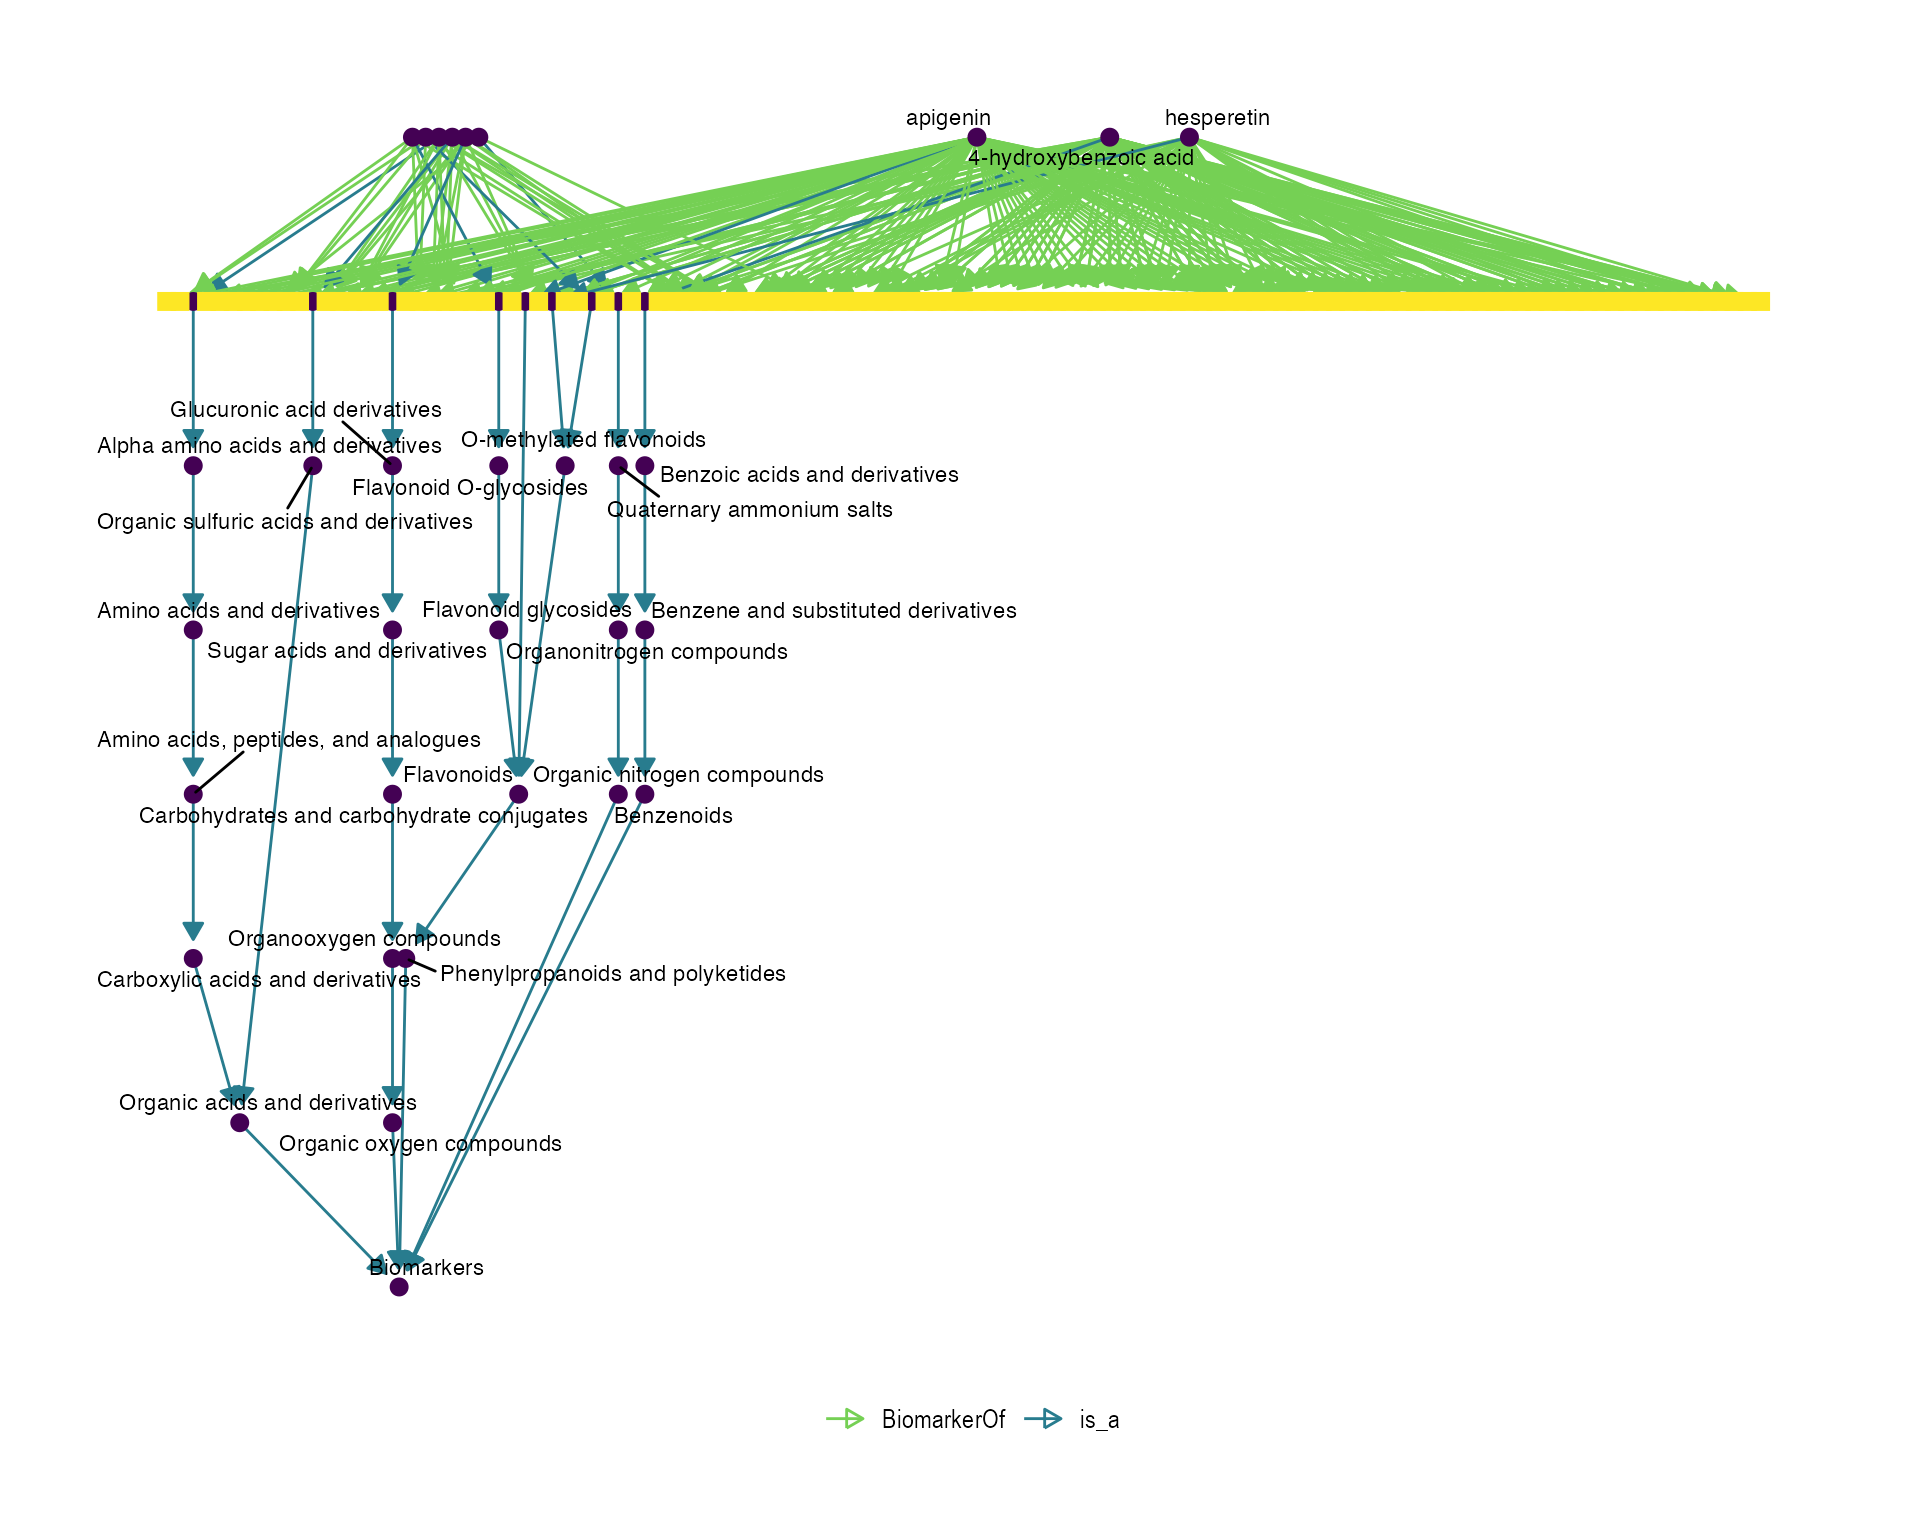 apigenin
hesperetin
4-hydroxybenzoic acid
Glucuronic acid derivatives
Alpha amino acids and derivatives
O-methylated flavonoids
Benzoic acids and derivatives
Flavonoid O-glycosides
Quaternary ammonium salts
Organic sulfuric acids and derivatives
Amino acids and derivatives
Flavonoid glycosides
Benzene and substituted derivatives
Sugar acids and derivatives
Organonitrogen compounds
Amino acids, peptides, and analogues
Flavonoids
Organic nitrogen compounds
Carbohydrates and carbohydrate conjugates
Benzenoids
Organooxygen compounds
Phenylpropanoids and polyketides
Carboxylic acids and derivatives
Organic acids and derivatives
Organic oxygen compounds
Biomarkers
BiomarkerOf
is_a